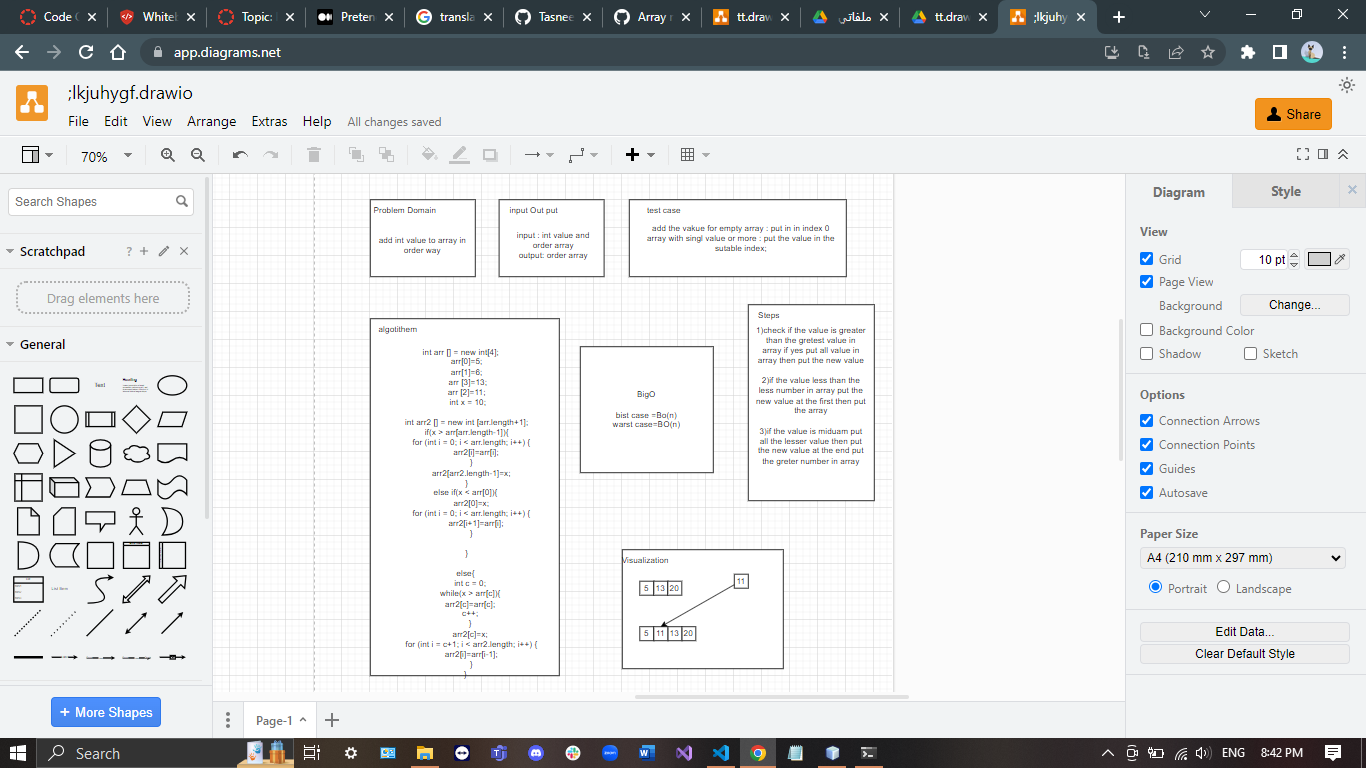 Code C
Whiteb
Topic:
Preten
transla
Tasnee
Array r
tt.draw
ملفاتي
tt.draw
;lkjuhy
app.diagrams.net
;lkjuhygf.drawio
File Edit View Arrange Extras Help All changes saved
Share
70%
Search Shapes
Scratchpad
Drag elements here
General
Text
Heading
List Item
+ More Shapes
Problem Domain
add int value to array in
order way
input Out put
input : int value and
order array
output: order array
test case
add the vakue for empty array : put in in index 0
array with singl value or more : put the value in the
sutable index;
algotithem
int arr [] = new int[4];
arr[0]=5;
arr[1]=6;
arr [3]=13;
arr [2]=11;
int x = 10;
int arr2 [] = new int [arr.length+1];
if(x > arr[arr.length-1]){
for (int i = 0; i < arr.length; i++) {
arr2[i]=arr[i];
}
arr2[arr2.length-1]=x;
}
else if(x < arr[0]){
arr2[0]=x;
for (int i = 0; i < arr.length; i++) {
arr2[i+1]=arr[i];
}
}
else{
int c = 0;
while(x > arr[c]){
arr2[c]=arr[c];
c++;
}
arr2[c]=x;
for (int i = c+1; i < arr2.length; i++) {
arr2[i]=arr[i-1];
}
}
BigO
bist case =Bo(n)
warst case=BO(n)
Steps
1)check if the value is greater
than the gretest value in
array if yes put all value in
array then put the new value
2)if the value less than the
less number in array put the
new value at the first then put
the array
3)if the value is miduam put
all the lesser value then put
the new value at the end put
the greter number in array
Visualization
5 13 20
11
5 11 13 20
Diagram Style
View
Grid 10 pt
Page View
Background Change...
Background Color
Shadow Sketch
Options
Connection Arrows
Connection Points
Guides
Autosave
Paper Size
A4 (210 mm x 297 mm)
Portrait Landscape
Edit Data...
Clear Default Style
Page-1
Search
ENG 8:42 PM